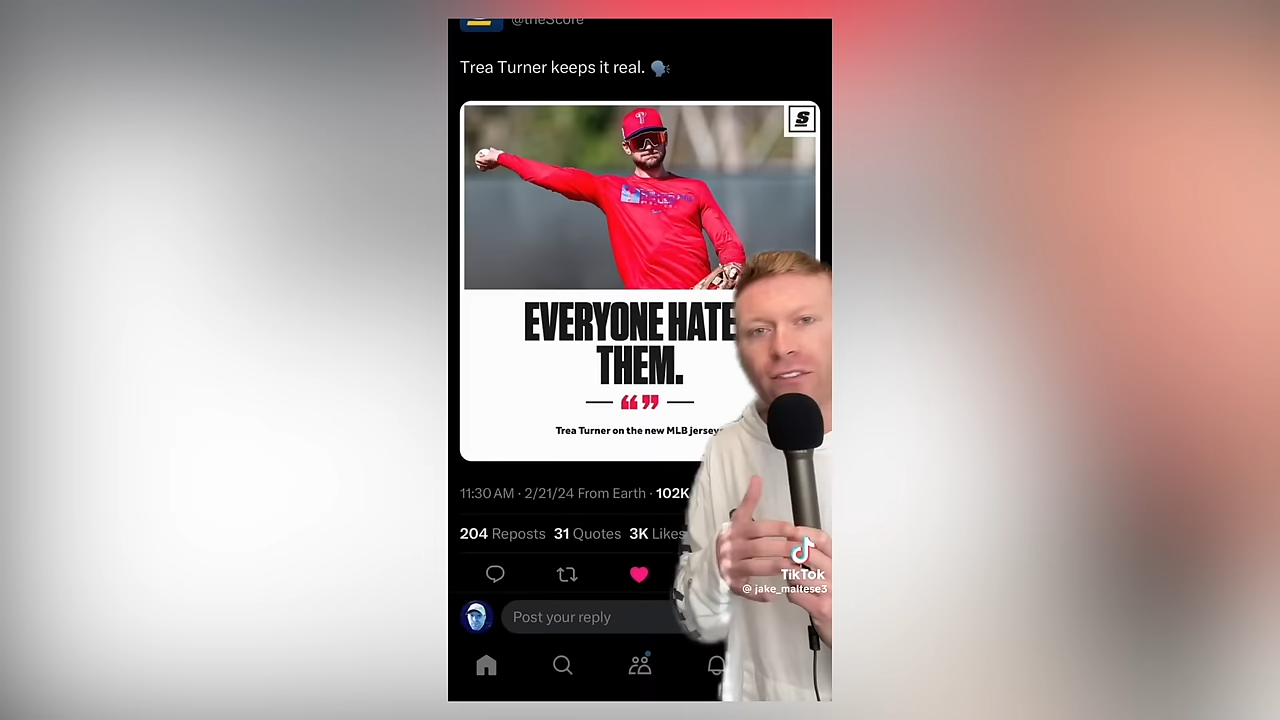 @theScore
Trea Turner keeps it real.
S
EVERYONE HATE
THEM.
Trea Turner on the new MLB jerseys
11:30 AM · 2/21/24 From Earth · 102K
204 Reposts 31 Quotes 3K Likes
Post your reply
TikTok
@ jake_maltese3